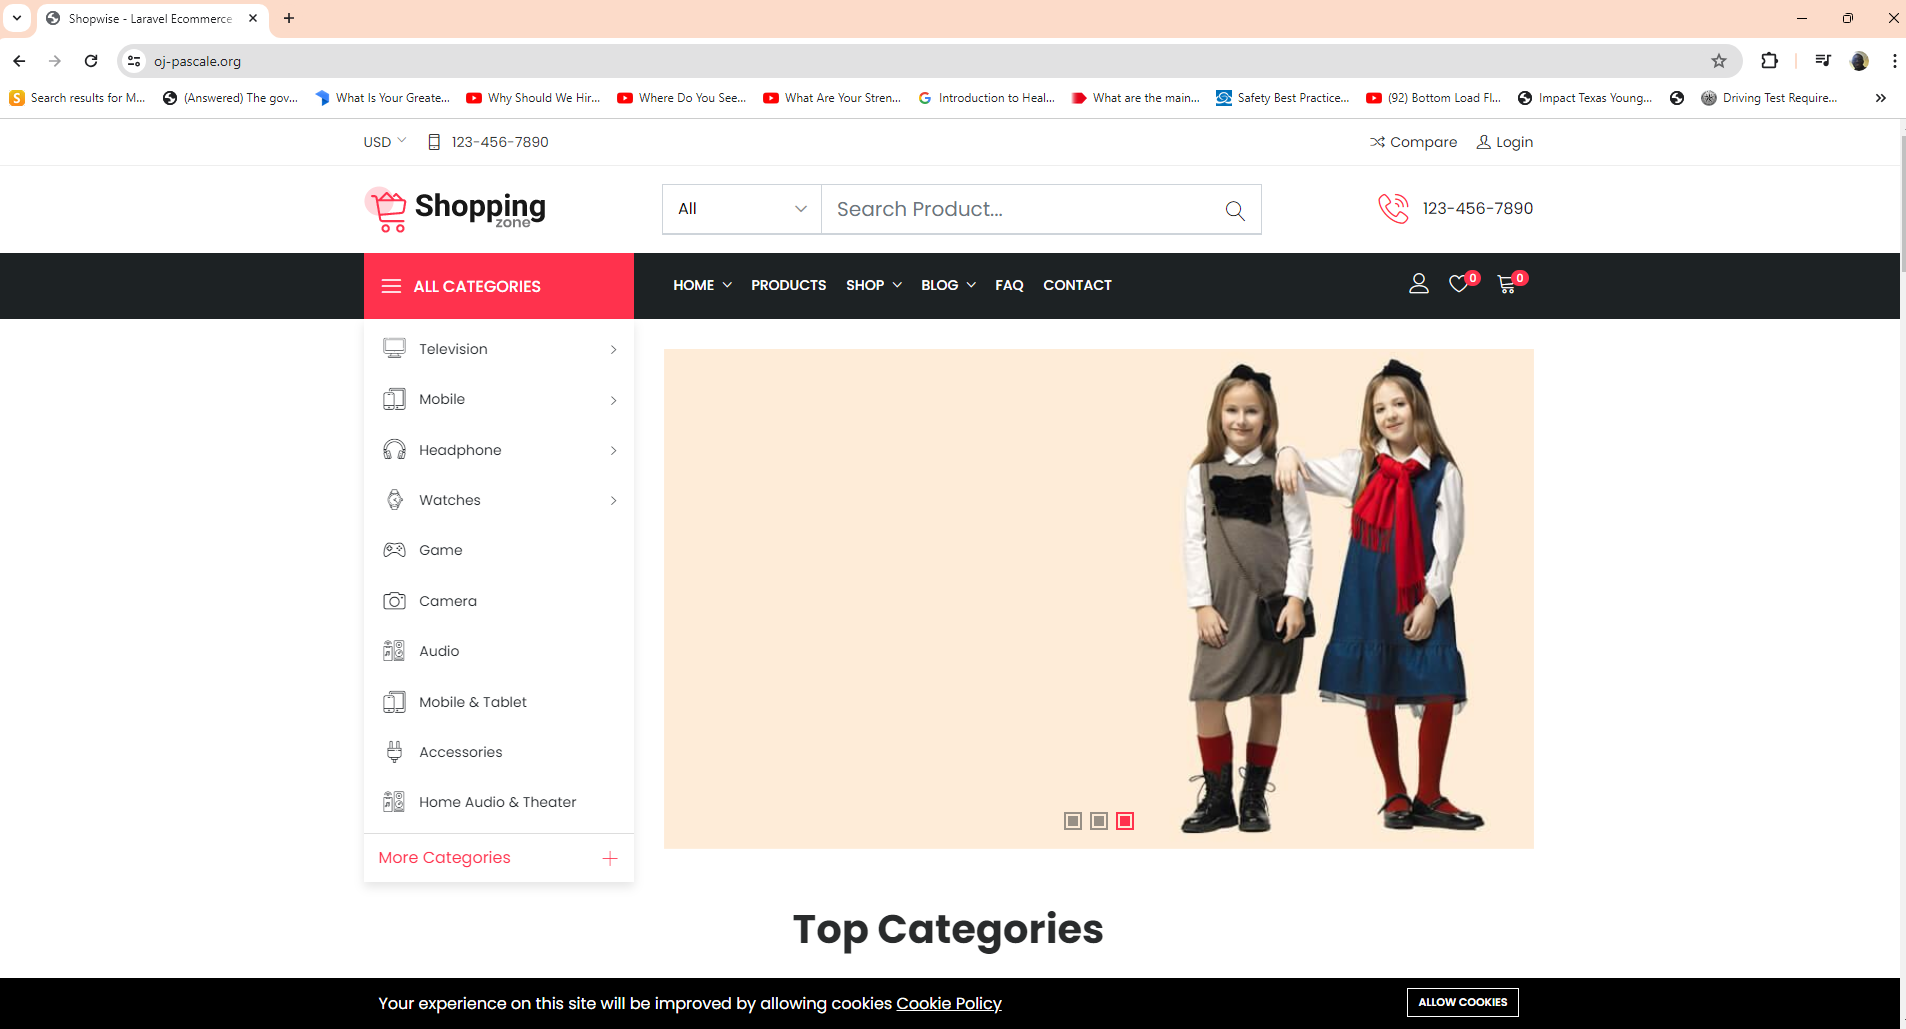 Shopwise - Laravel Ecommerce
oj-pascale.org
Search results for M...
(Answered) The gov...
What Is Your Greate...
Why Should We Hir...
Where Do You See...
What Are Your Stren...
Introduction to Heal...
What are the main...
Safety Best Practice...
(92) Bottom Load Fl...
Impact Texas Young...
Driving Test Require...
USD
123-456-7890
Compare
Login
Shopping
zone
All
Search Product...
123-456-7890
ALL CATEGORIES
HOME
PRODUCTS
SHOP
BLOG
FAQ
CONTACT
0
0
Television
Mobile
Headphone
Watches
Game
Camera
Audio
Mobile & Tablet
Accessories
Home Audio & Theater
More Categories
Top Categories
Your experience on this site will be improved by allowing cookies Cookie Policy
ALLOW COOKIES